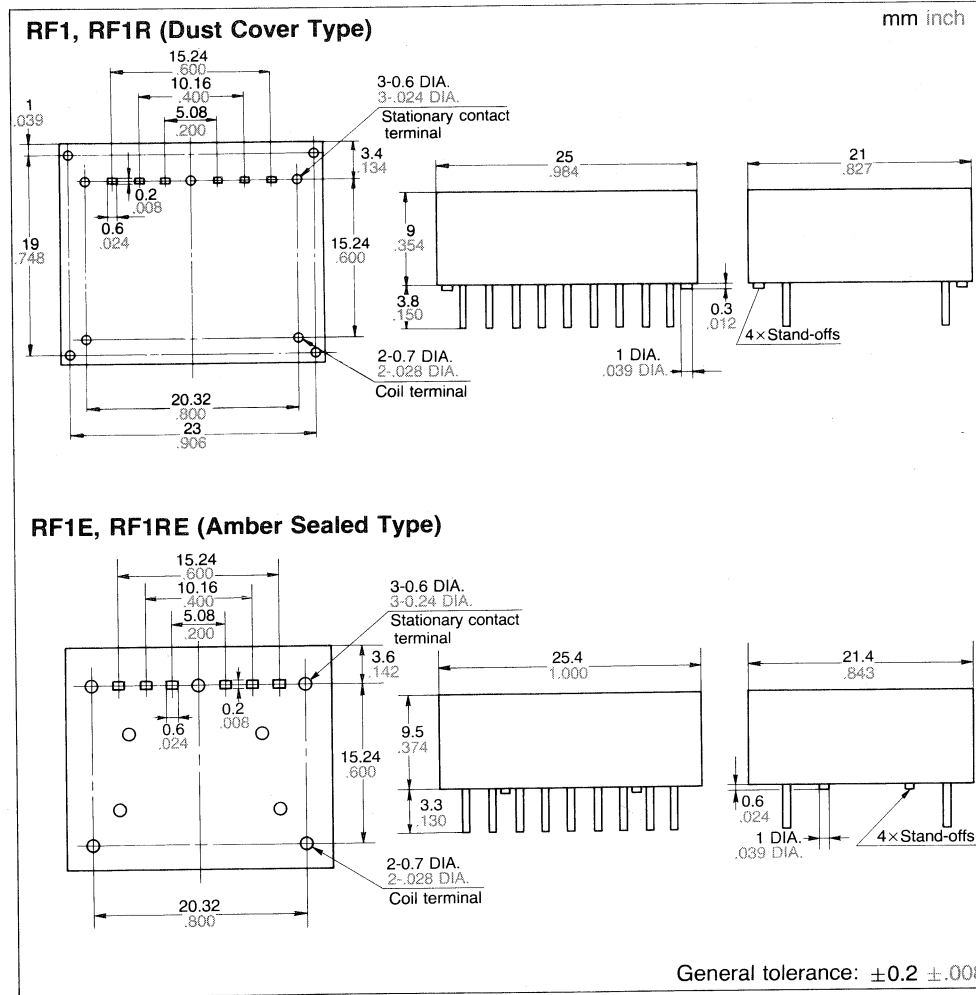 RF1, RF1R (Dust Cover Type)
mm inch
15.24
.600
10.16
.400
5.08
.200
3-0.6 DIA.
3-.024 DIA.
Stationary contact
terminal
1
.039
3.4
.134
0.2
.008
0.6
.024
19
.748
15.24
.600
2-0.7 DIA.
2-.028 DIA.
Coil terminal
20.32
.800
23
.906
25
.984
9
.354
3.8
.150
0.3
.012
1 DIA.
.039 DIA.
21
.827
4×Stand-offs
RF1E, RF1RE (Amber Sealed Type)
15.24
.600
10.16
.400
5.08
.200
3-0.6 DIA.
3-0.24 DIA.
Stationary contact
terminal
3.6
.142
0.2
.008
0.6
.024
15.24
.600
2-0.7 DIA.
2-.028 DIA.
Coil terminal
20.32
.800
25.4
1.000
9.5
.374
3.3
.130
21.4
.843
0.6
.024
1 DIA.
.039 DIA.
4×Stand-offs
General tolerance: ±0.2 ±.008